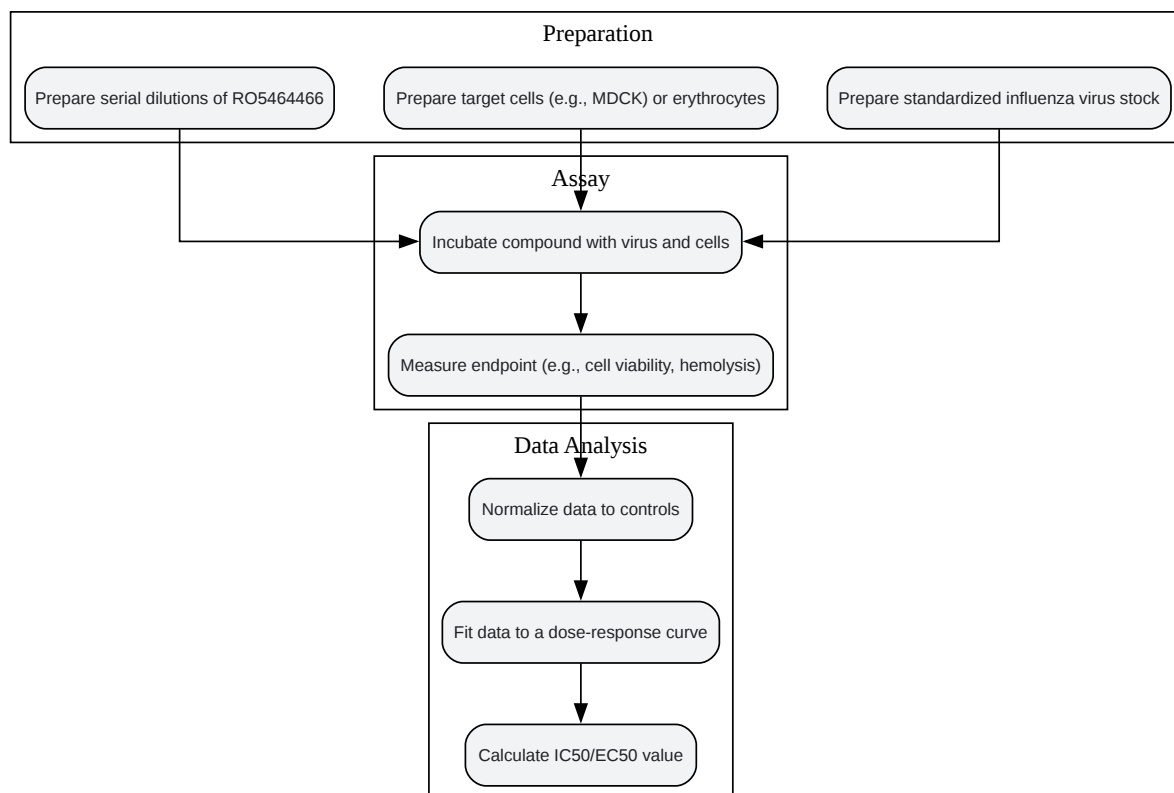 Preparation
Prepare serial dilutions of RO5464466
Prepare target cells (e.g., MDCK) or erythrocytes
Prepare standardized influenza virus stock
Assay
Incubate compound with virus and cells
Measure endpoint (e.g., cell viability, hemolysis)
Data Analysis
Normalize data to controls
Fit data to a dose-response curve
Calculate IC50/EC50 value